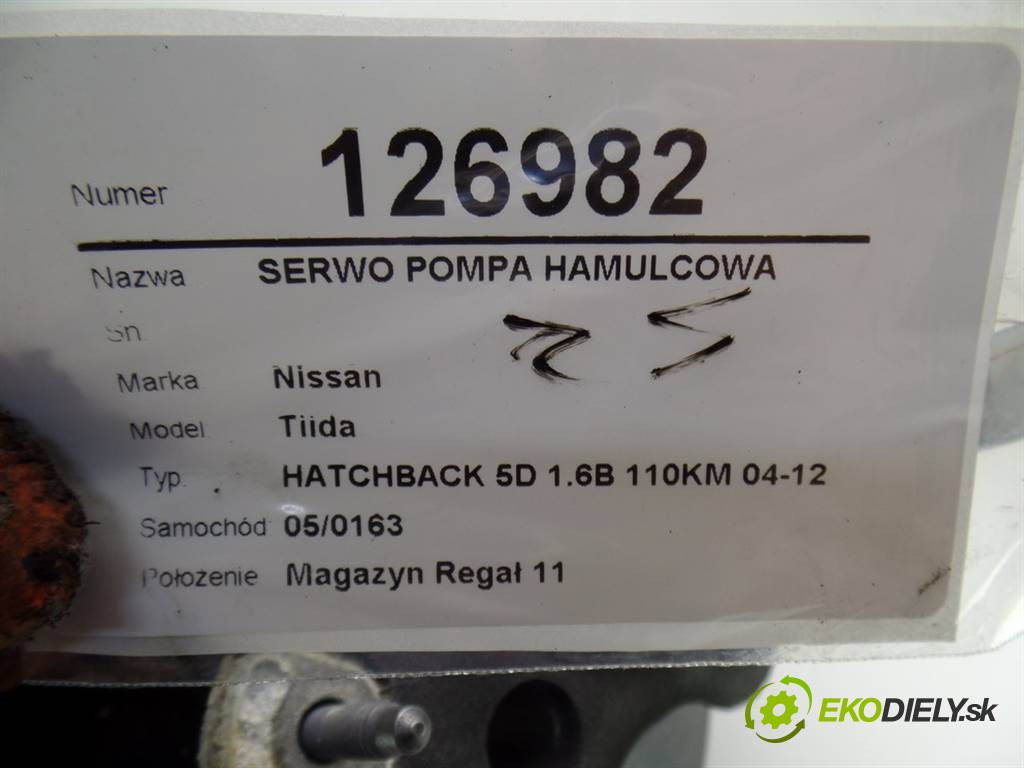 Numer 126982
Nazwa SERWO POMPA HAMULCOWA
Sn.
Marka Nissan
Model Tiida
Typ. HATCHBACK 5D 1.6B 110KM 04-12
Samochód 05/0163
Położenie Magazyn Regał 11
EKODIELY.sk